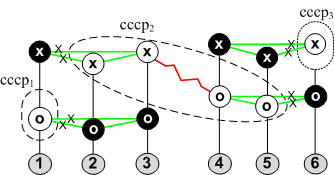 cccp3
cccp2
x x x x x x
x x x x x
cccp1
o o o o
o x x o x x o
x x o o
1 2 3 4 5 6